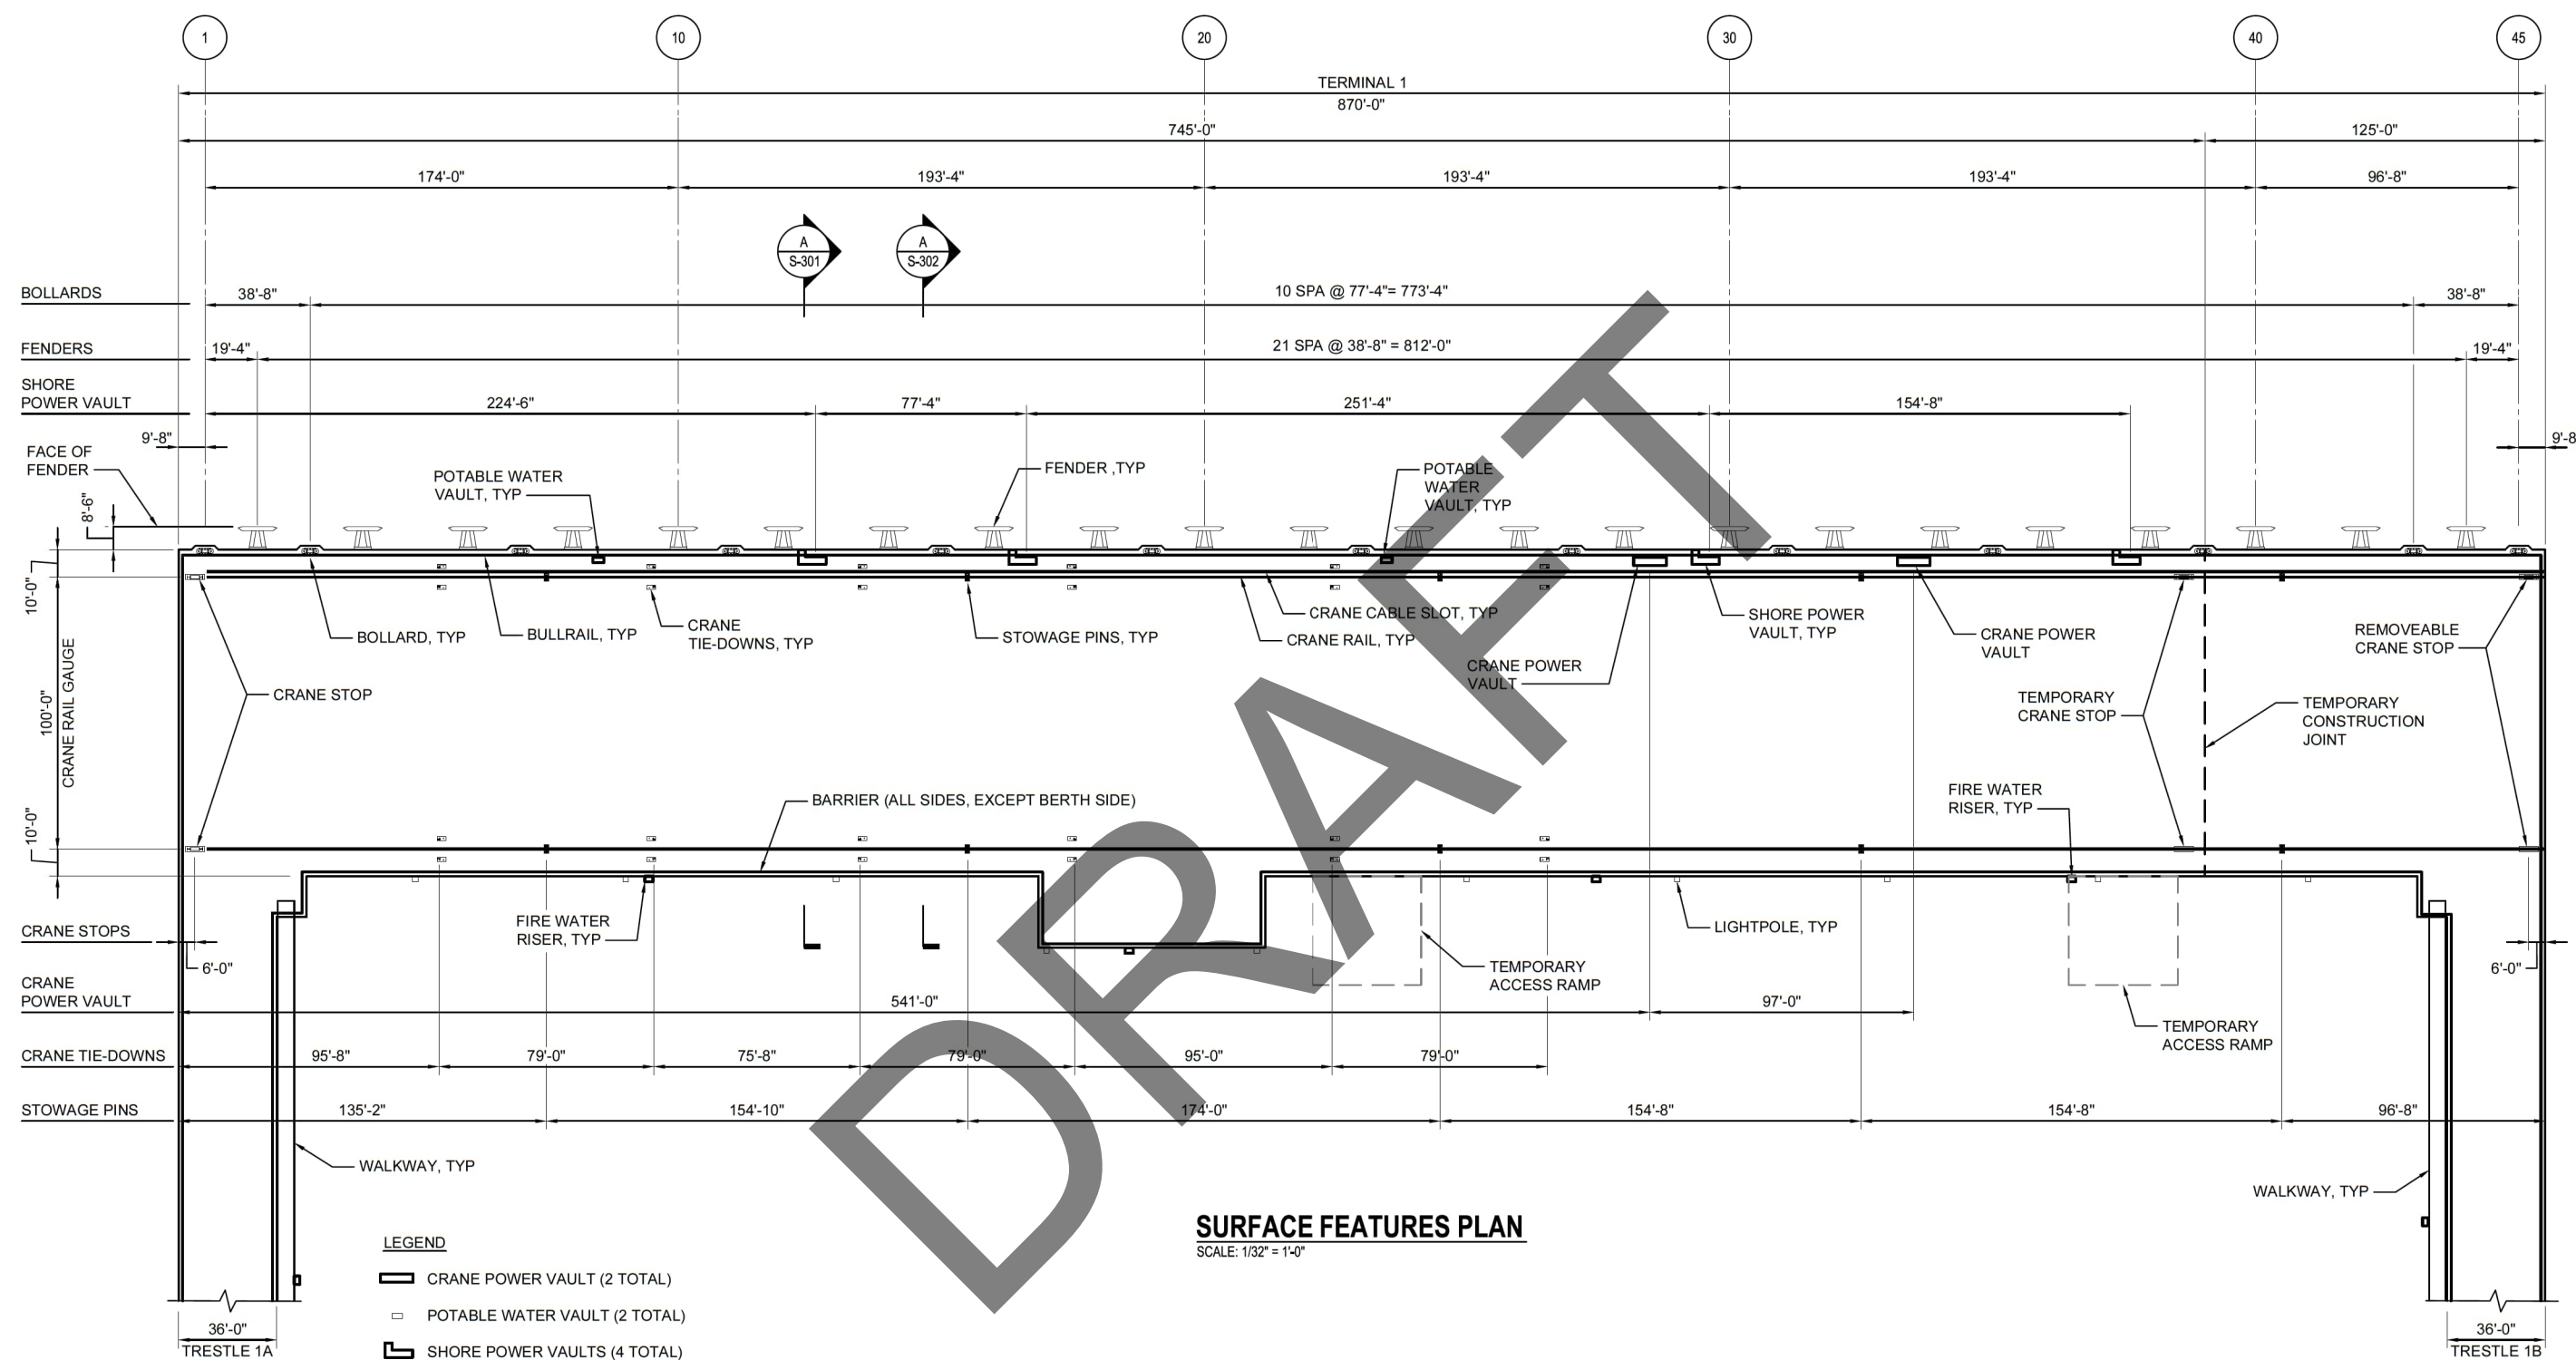 1
10
20
30
40
45
TERMINAL 1
870'-0"
745'-0"
125'-0"
174'-0"
193'-4"
193'-4"
193'-4"
96'-8"
A
S-301
A
S-302
BOLLARDS
38'-8"
10 SPA @ 77'-4"= 773'-4"
38'-8"
FENDERS
19'-4"
21 SPA @ 38'-8" = 812'-0"
19'-4"
SHORE
POWER VAULT
224'-6"
77'-4"
251'-4"
154'-8"
9'-8"
9'-8
FACE OF
FENDER
8'-6"
POTABLE WATER
VAULT, TYP
FENDER ,TYP
POTABLE
WATER
VAULT, TYP
10'-0"
100'-0"
CRANE RAIL GAUGE
10'-0"
BOLLARD, TYP
BULLRAIL, TYP
CRANE
TIE-DOWNS, TYP
STOWAGE PINS, TYP
CRANE CABLE SLOT, TYP
CRANE RAIL, TYP
SHORE POWER
VAULT, TYP
CRANE POWER
VAULT
CRANE POWER
VAULT
REMOVEABLE
CRANE STOP
CRANE STOP
TEMPORARY
CRANE STOP
TEMPORARY
CONSTRUCTION
JOINT
BARRIER (ALL SIDES, EXCEPT BERTH SIDE)
FIRE WATER
RISER, TYP
FIRE WATER
RISER, TYP
LIGHTPOLE, TYP
CRANE STOPS
6'-0"
6'-0"
TEMPORARY
ACCESS RAMP
TEMPORARY
ACCESS RAMP
CRANE
POWER VAULT
541'-0"
97'-0"
CRANE TIE-DOWNS
95'-8"
79'-0"
75'-8"
79'-0"
95'-0"
79'-0"
STOWAGE PINS
135'-2"
154'-10"
174'-0"
154'-8"
154'-8"
96'-8"
WALKWAY, TYP
WALKWAY, TYP
DRAFT
SURFACE FEATURES PLAN
SCALE: 1/32" = 1'-0"
LEGEND
CRANE POWER VAULT (2 TOTAL)
POTABLE WATER VAULT (2 TOTAL)
SHORE POWER VAULTS (4 TOTAL)
36'-0"
TRESTLE 1A
36'-0"
TRESTLE 1B